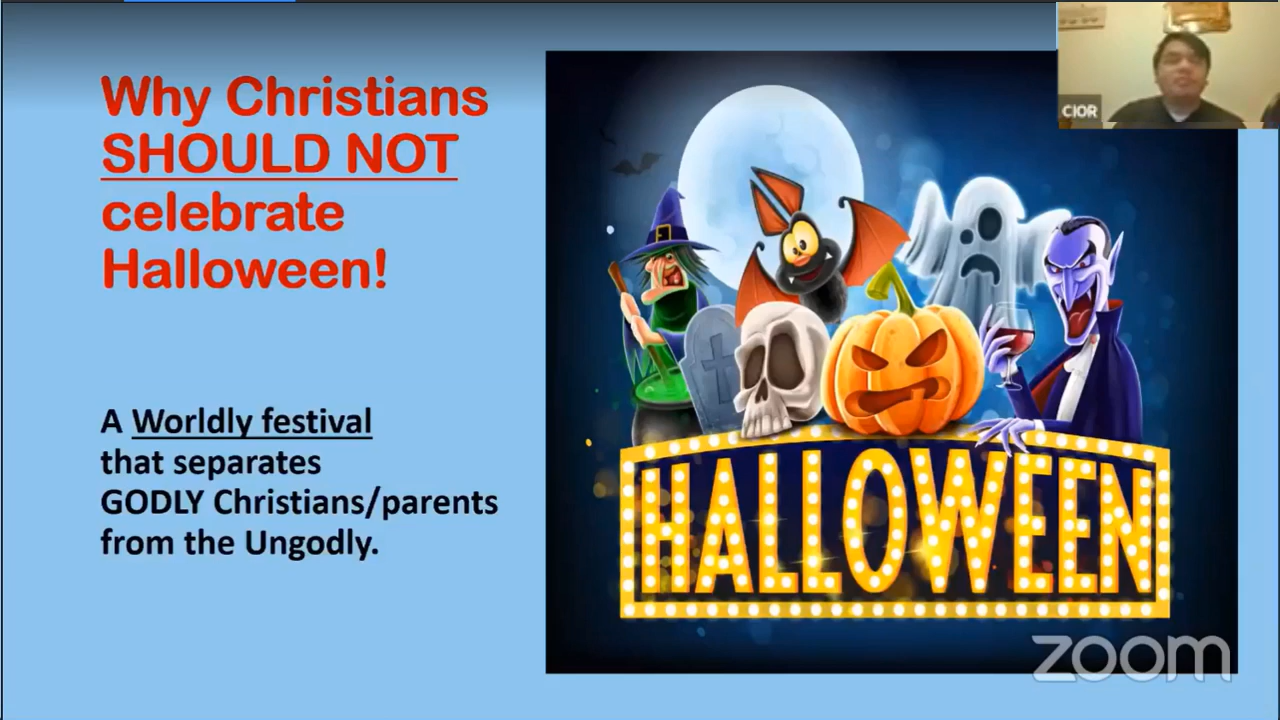 Why Christians
SHOULD NOT
celebrate
Halloween!
A Worldly festival
that separates
GODLY Christians/parents
from the Ungodly.
HALLOWEEN
CIOR
zoom